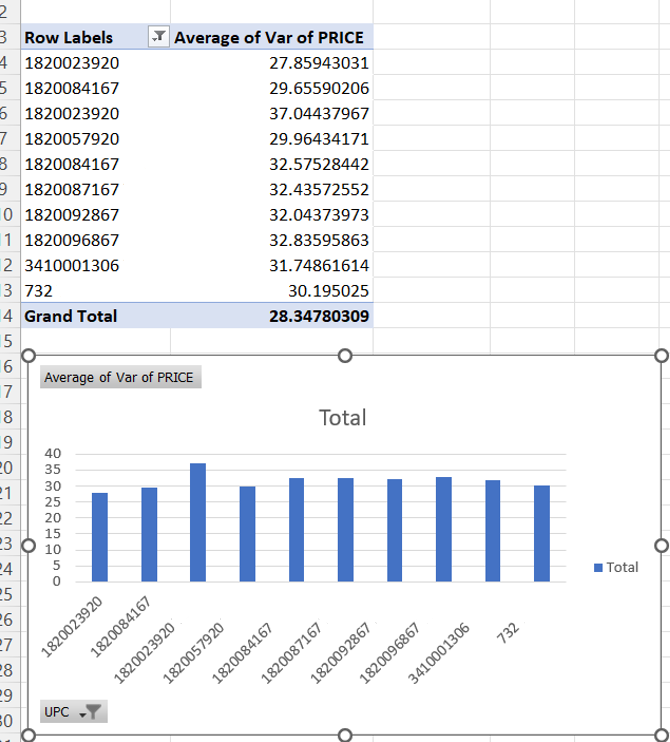 2
3 Row Labels Average of Var of PRICE
4 1820023920 27.85943031
5 1820084167 29.65590206
6 1820023920 37.04437967
7 1820057920 29.96434171
8 1820084167 32.57528442
9 1820087167 32.43572552
0 1820092867 32.04373973
1 1820096867 32.83595863
2 3410001306 31.74861614
3 732 30.195025
4 Grand Total 28.34780309
5
6
7 Average of Var of PRICE
8 Total
9
20
21
22
23
24
25
26
27
28
29
30
40
35
30
25
20
15
10
5
0
Total
1820023920
1820084167
1820023920
1820057920
1820084167
1820087167
1820092867
1820096867
3410001306
732
UPC